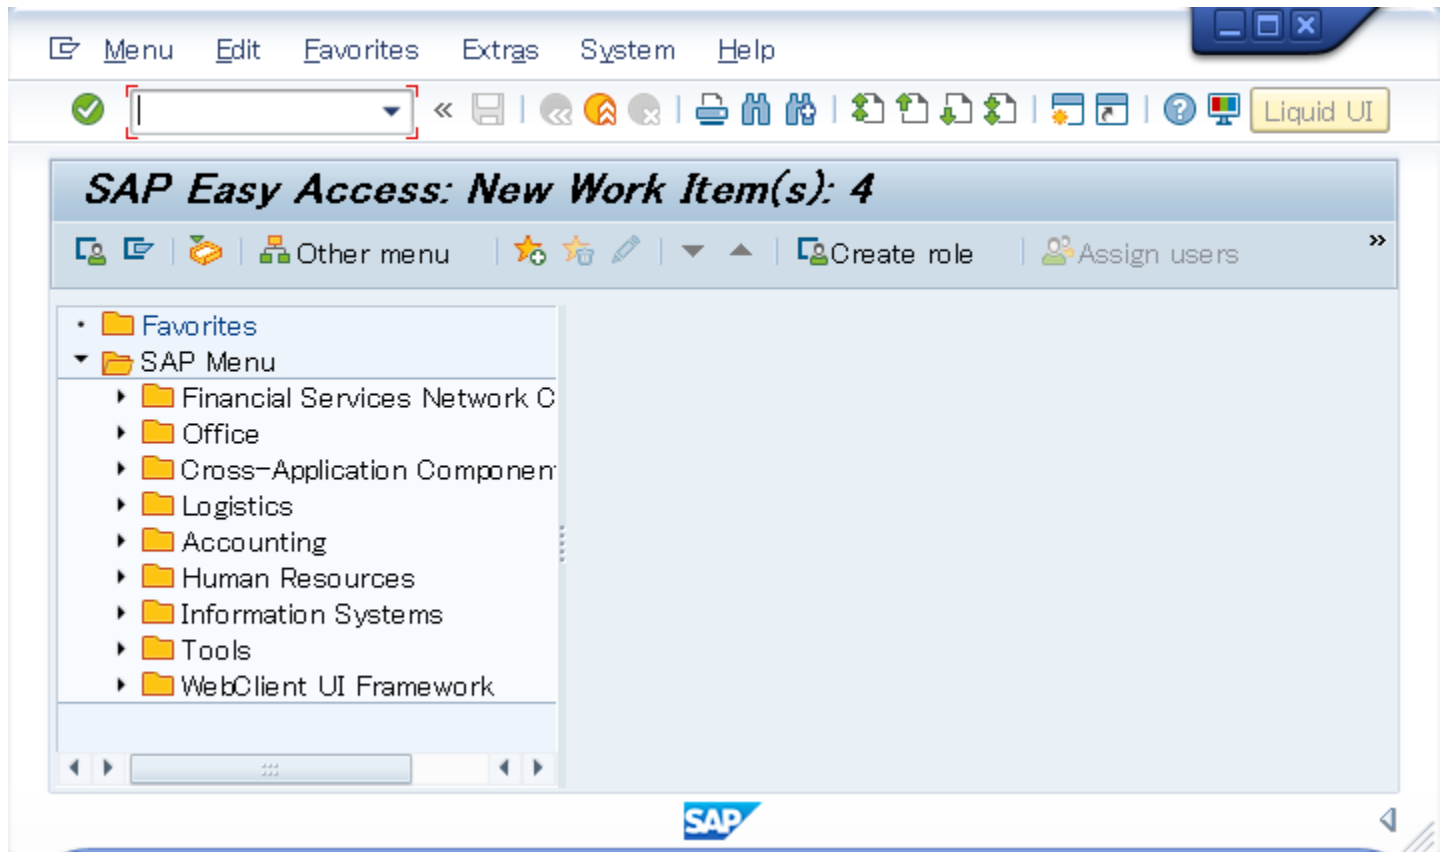 Menu Edit Favorites Extras System Help
Liquid UI
SAP Easy Access: New Work Item(s): 4
Other menu Create role Assign users
Favorites
SAP Menu
Financial Services Network C
Office
Cross-Application Componen
Logistics
Accounting
Human Resources
Information Systems
Tools
WebClient UI Framework
SAP